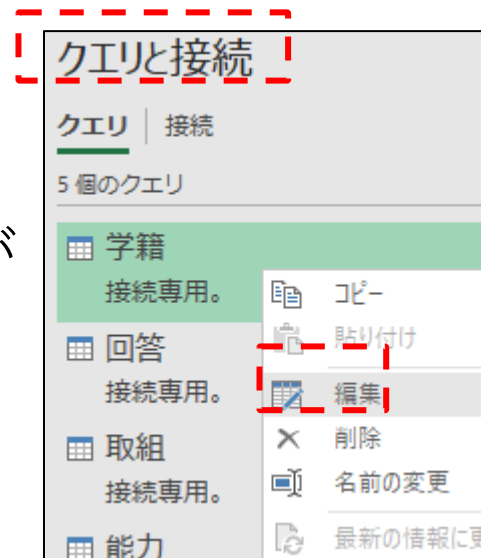 クエリと接続
クエリ | 接続
5 個のクエリ
が
学籍
接続専用。
コピー
貼り付け
回答
接続専用。
編集
削除
取組
接続専用。
名前の変更
最新の情報に更
能力